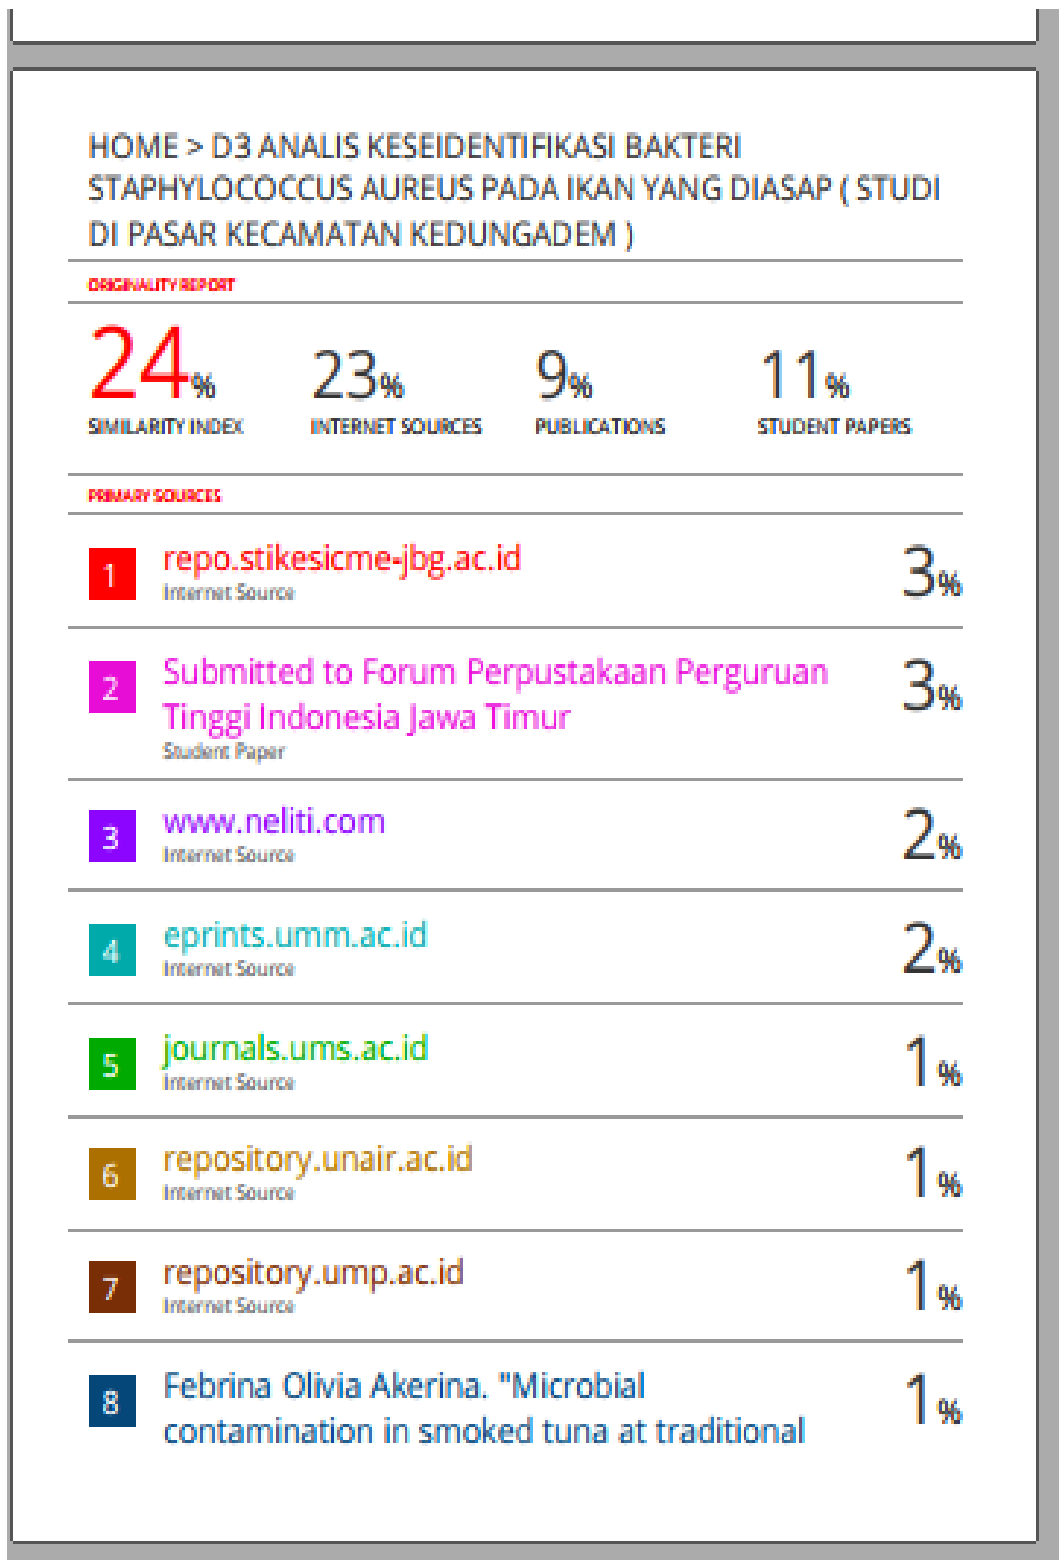 HOME > D3 ANALIS KESEIDENTIFIKASI BAKTERI
STAPHYLOCOCCUS AUREUS PADA IKAN YANG DIASAP ( STUDI
DI PASAR KECAMATAN KEDUNGADEM )
ORIGINALITY REPORT
24% 23% 9% 11%
SIMILARITY INDEX INTERNET SOURCES PUBLICATIONS STUDENT PAPERS
PRIMARY SOURCES
1 repo.stikesicme-jbg.ac.id 3%
Internet Source
2 Submitted to Forum Perpustakaan Perguruan 3%
Tinggi Indonesia Jawa Timur
Student Paper
3 www.neliti.com 2%
Internet Source
4 eprints.umm.ac.id 2%
Internet Source
5 journals.ums.ac.id 1%
Internet Source
6 repository.unair.ac.id 1%
Internet Source
7 repository.ump.ac.id 1%
Internet Source
8 Febrina Olivia Akerina. "Microbial 1%
contamination in smoked tuna at traditional